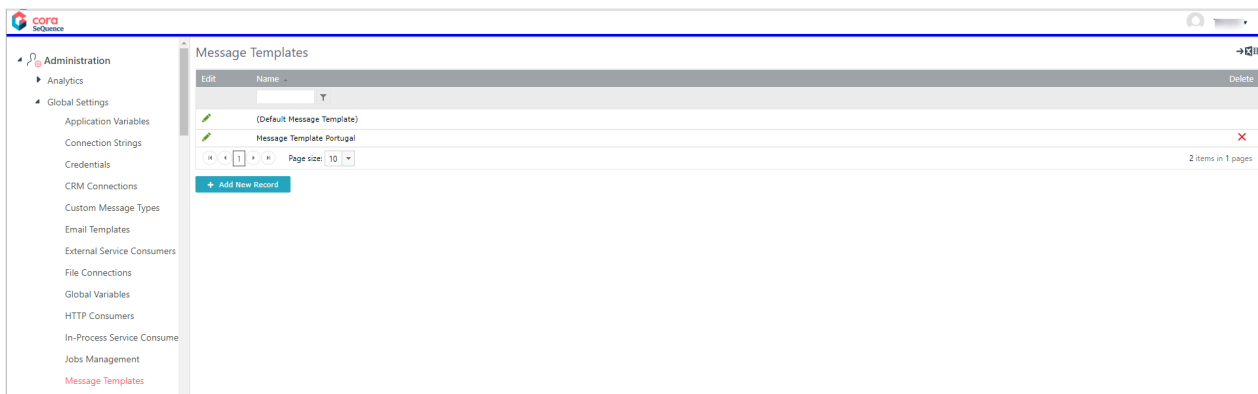 cora
SeQuence
Administration
Analytics
Global Settings
Application Variables
Connection Strings
Credentials
CRM Connections
Custom Message Types
Email Templates
External Service Consumers
File Connections
Global Variables
HTTP Consumers
In-Process Service Consume
Jobs Management
Message Templates
Message Templates
Edit Name Delete
(Default Message Template)
Message Template Portugal
1 Page size: 10 2 items in 1 pages
+ Add New Record